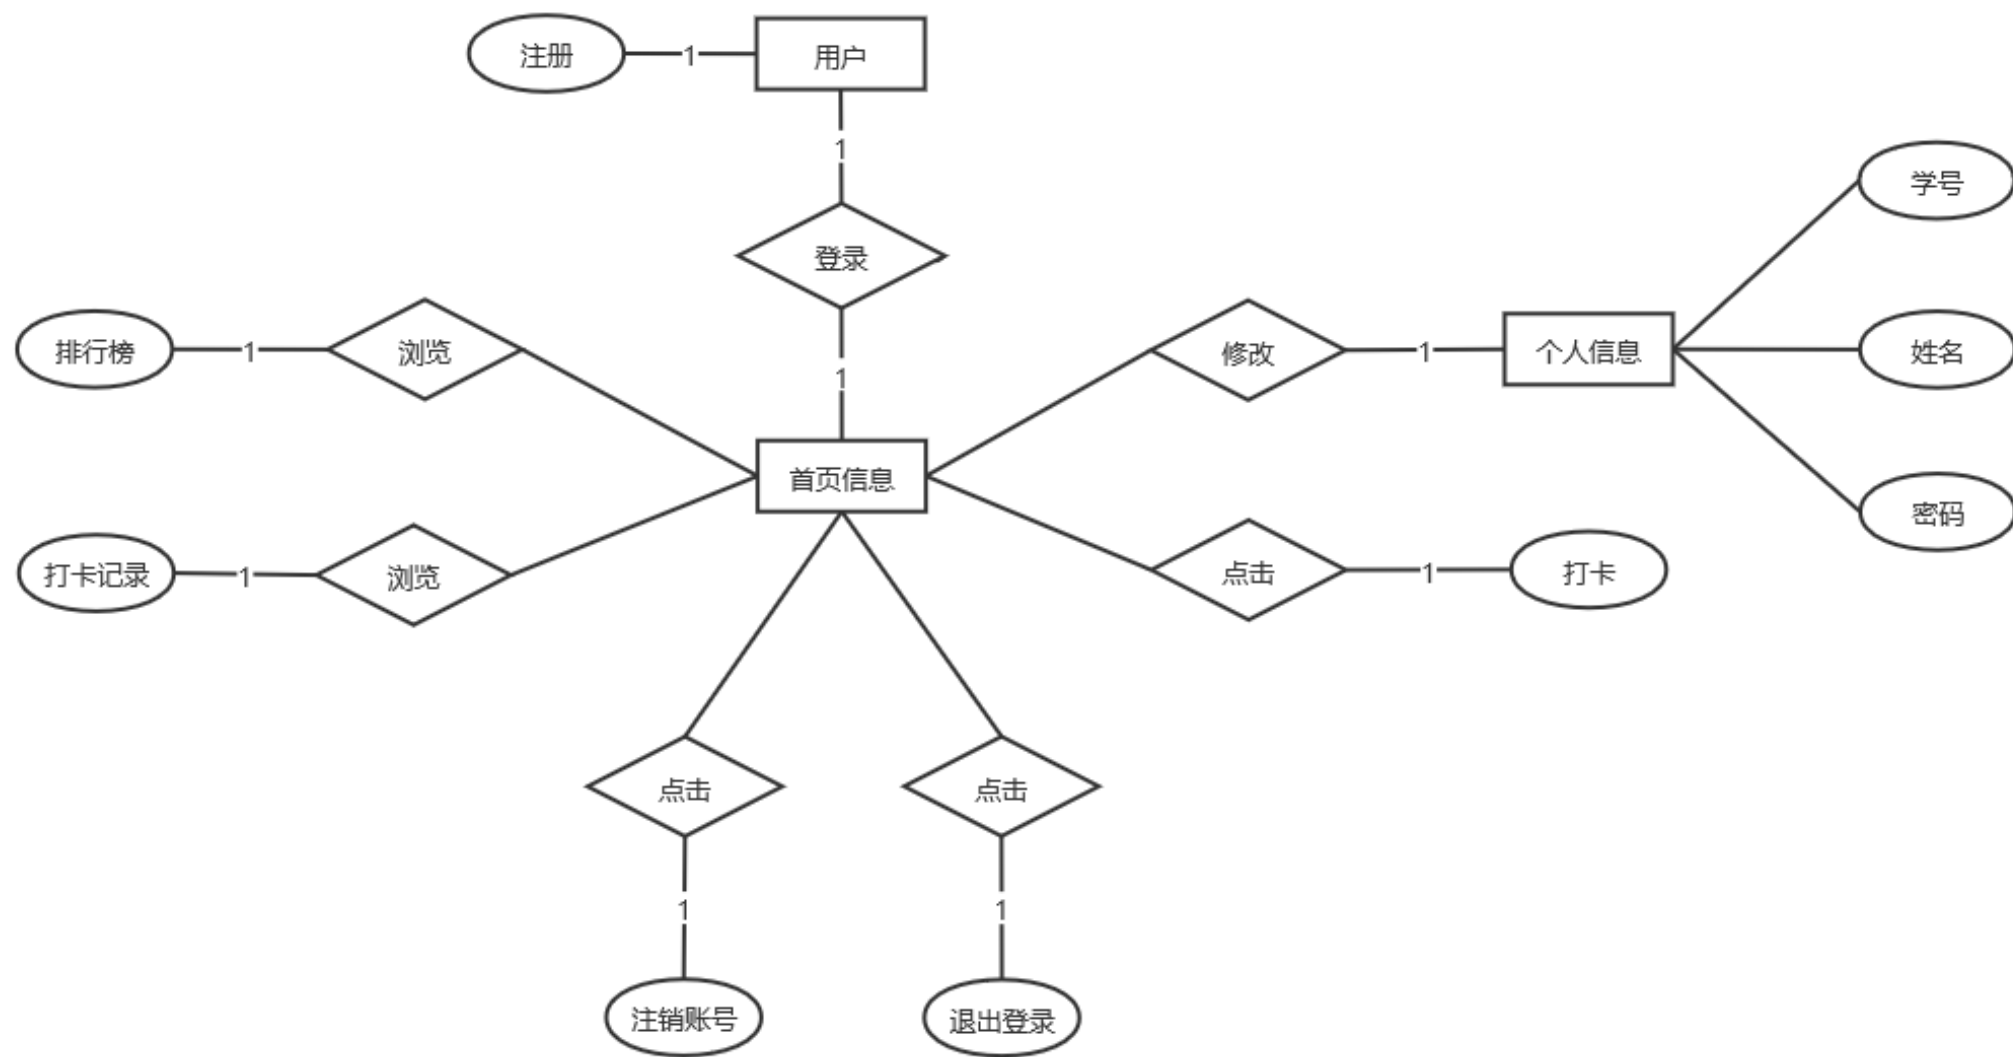 注册
1
用户
1
学号
登录
排行榜
1
浏览
修改
1
个人信息
姓名
1
首页信息
密码
打卡记录
1
浏览
点击
1
打卡
点击
点击
1
1
注销账号
退出登录